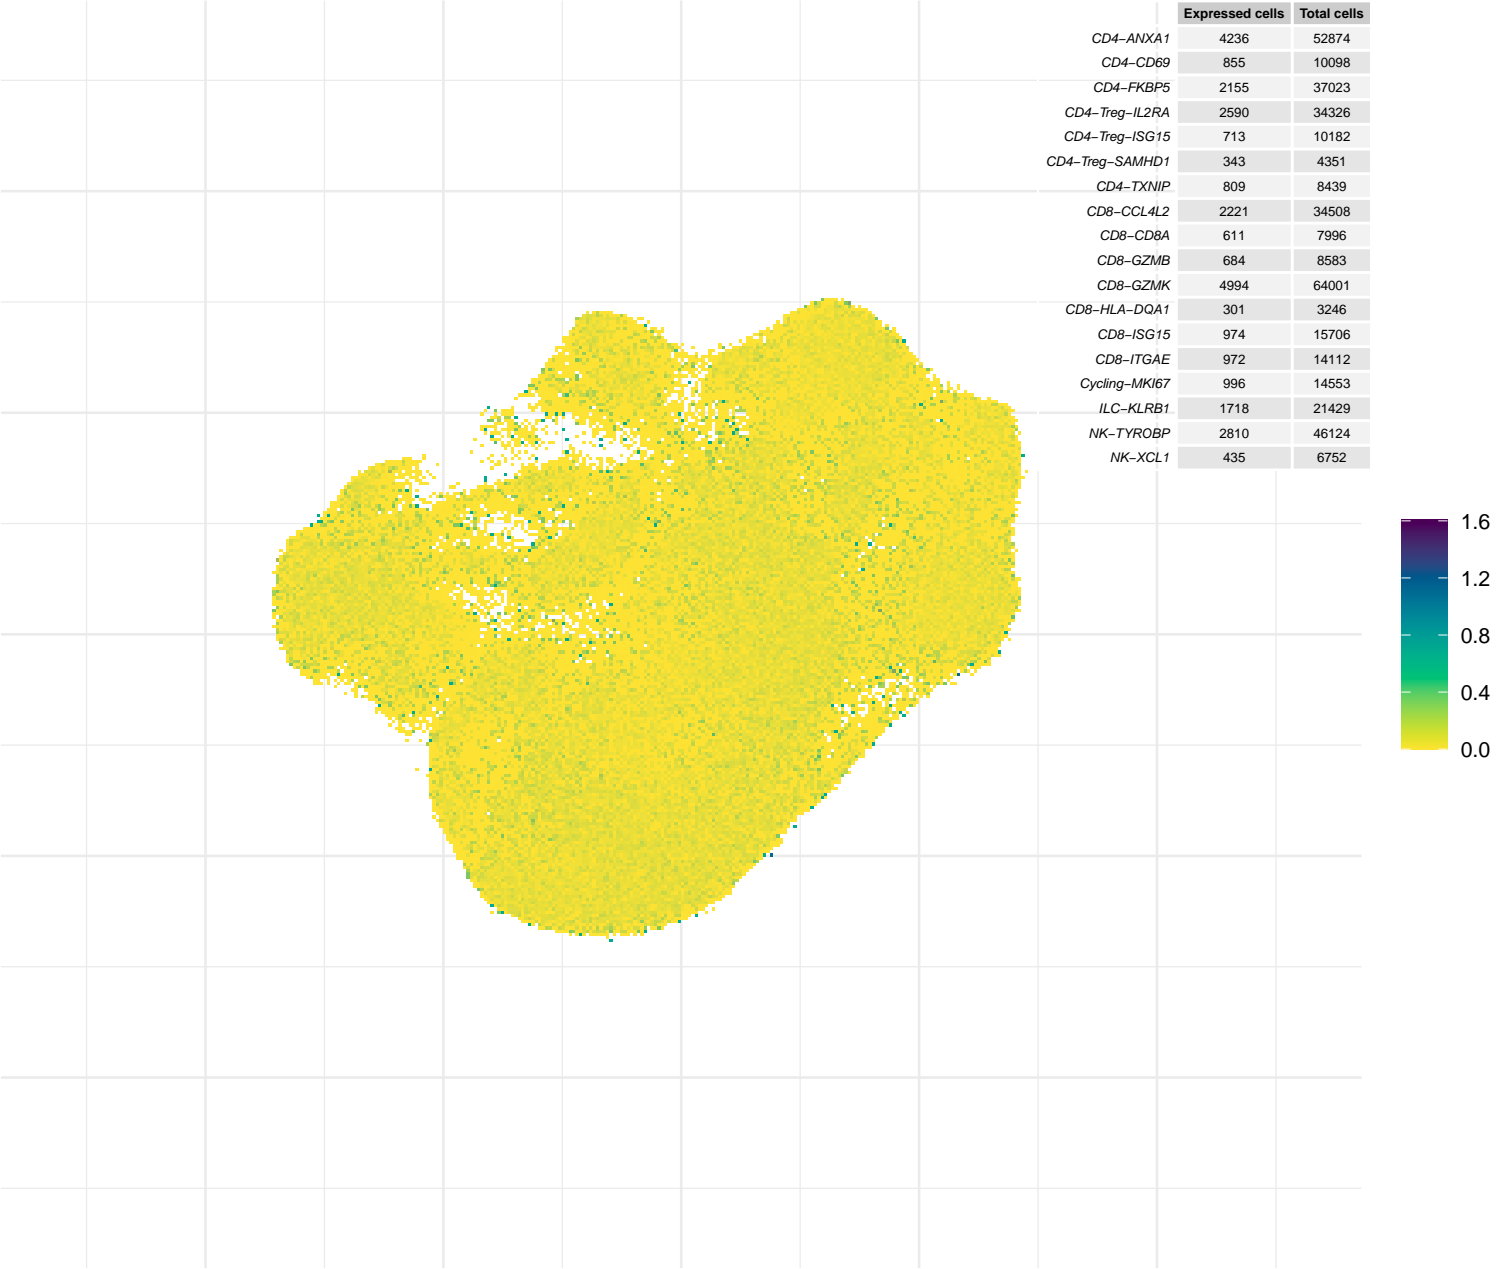 Expressed cells Total cells
CD4−ANXA1 4236 52874
CD4−CD69 855 10098
CD4−FKBP5 2155 37023
CD4−Treg−IL2RA 2590 34326
CD4−Treg−ISG15 713 10182
CD4−Treg−SAMHD1 343 4351
CD4−TXNIP 809 8439
CD8−CCL4L2 2221 34508
CD8−CD8A 611 7996
CD8−GZMB 684 8583
CD8−GZMK 4994 64001
CD8−HLA−DQA1 301 3246
CD8−ISG15 974 15706
CD8−ITGAE 972 14112
Cycling−MKI67 996 14553
ILC−KLRB1 1718 21429
NK−TYROBP 2810 46124
NK−XCL1 435 6752
1.6
1.2
0.8
0.4
0.0